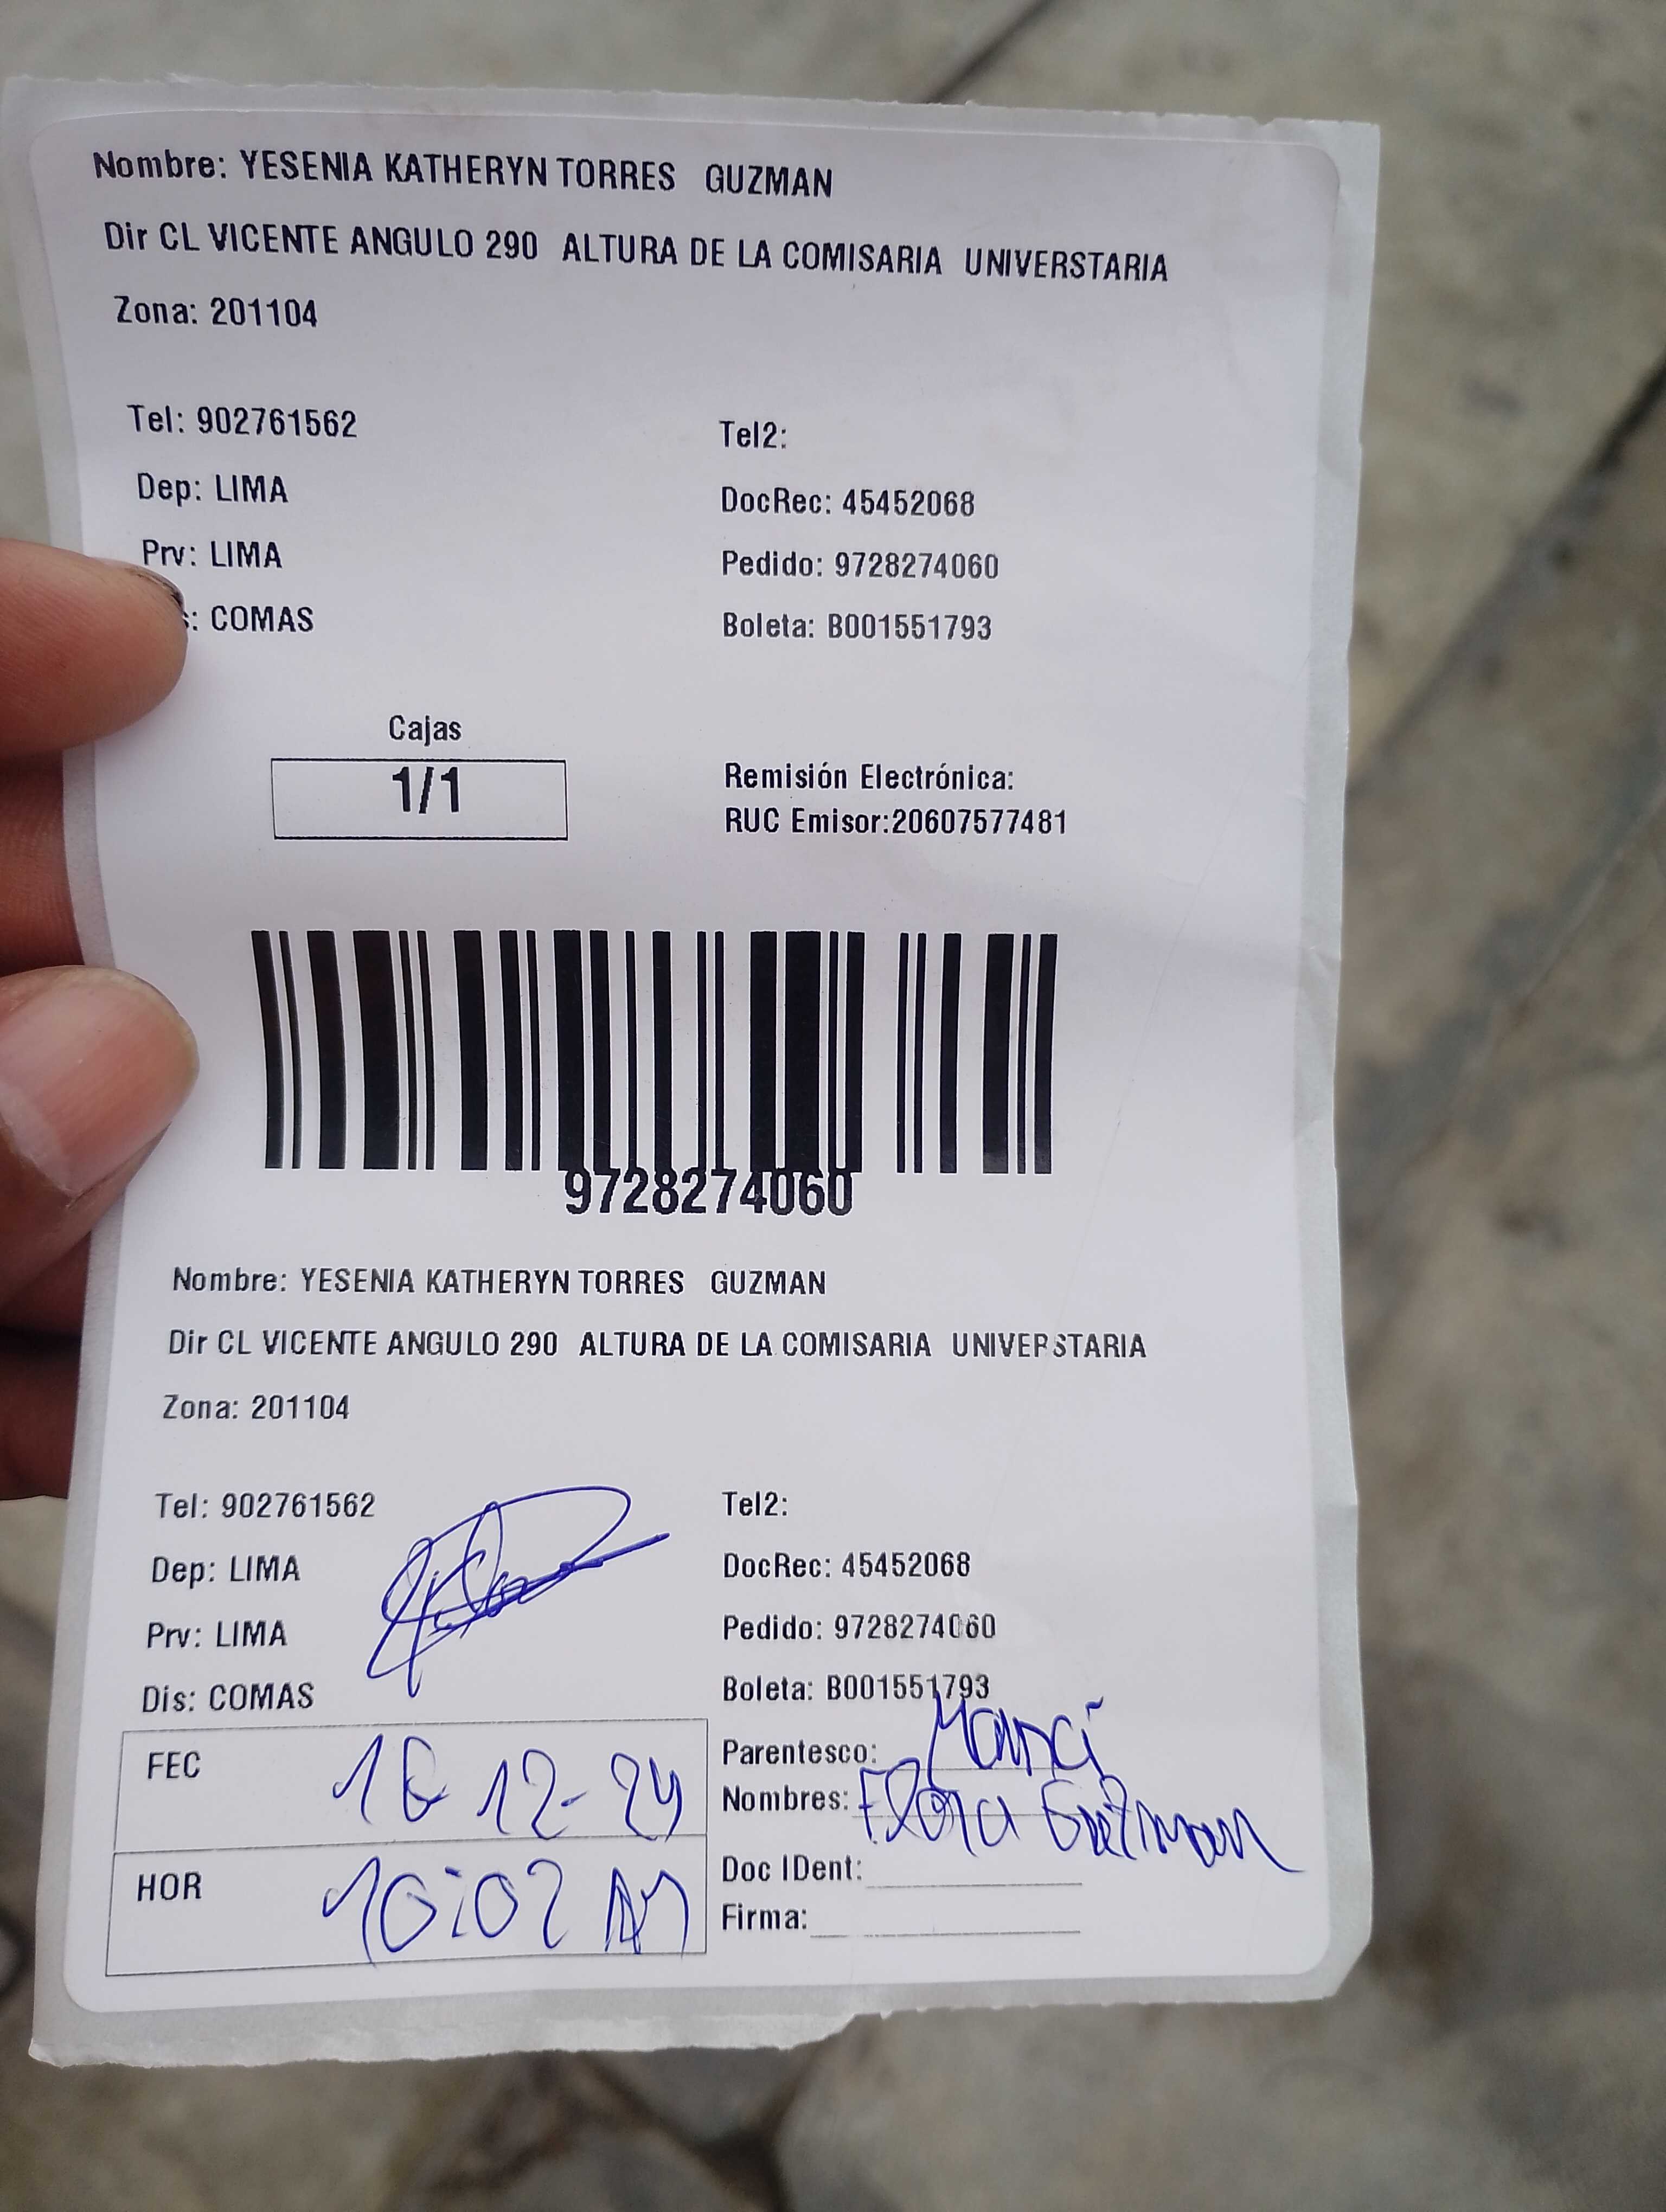 Nombre: YESENIA KATHERYN TORRES GUZMAN
Dir CL VICENTE ANGULO 290 ALTURA DE LA COMISARIA UNIVERSTARIA
Zona: 201104
Tel: 902761562 Tel2:
Dep: LIMA DocRec: 45452068
Prv: LIMA Pedido: 9728274060
s: COMAS Boleta: B001551793
Cajas
1/1
Remisión Electrónica:
RUC Emisor:20607577481
9728274060
Nombre: YESENIA KATHERYN TORRES GUZMAN
Dir CL VICENTE ANGULO 290 ALTURA DE LA COMISARIA UNIVERSTARIA
Zona: 201104
Tel: 902761562 Tel2:
Dep: LIMA DocRec: 45452068
Prv: LIMA Pedido: 9728274060
Dis: COMAS Boleta: B001551793
FEC 16 12-24
Parentesco:
Nombres: Flora Guzman
HOR 10:02 AM
Doc IDent:
Firma: